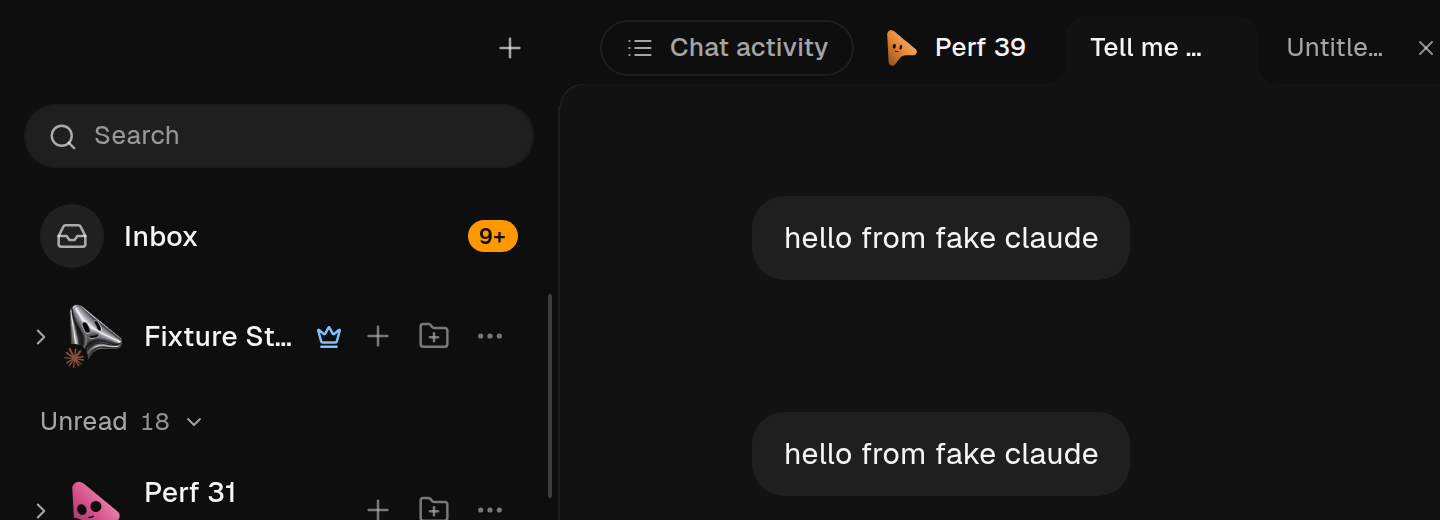 Chat activity
Perf 39
Tell me ...
Untitle...
Search
Inbox
9+
hello from fake claude
Fixture St...
Unread 18
hello from fake claude
Perf 31